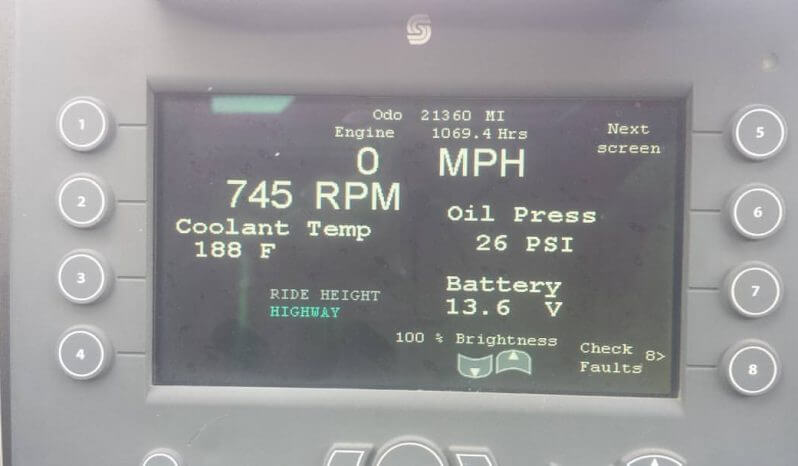 Odo 21360 MI
Engine 1069.4 Hrs
Next
screen
0 MPH
745 RPM
Coolant Temp
188 F
Oil Press
26 PSI
Battery
13.6 V
RIDE HEIGHT
HIGHWAY
100 % Brightness
Check 8>
Faults
1
2
3
4
5
6
7
8